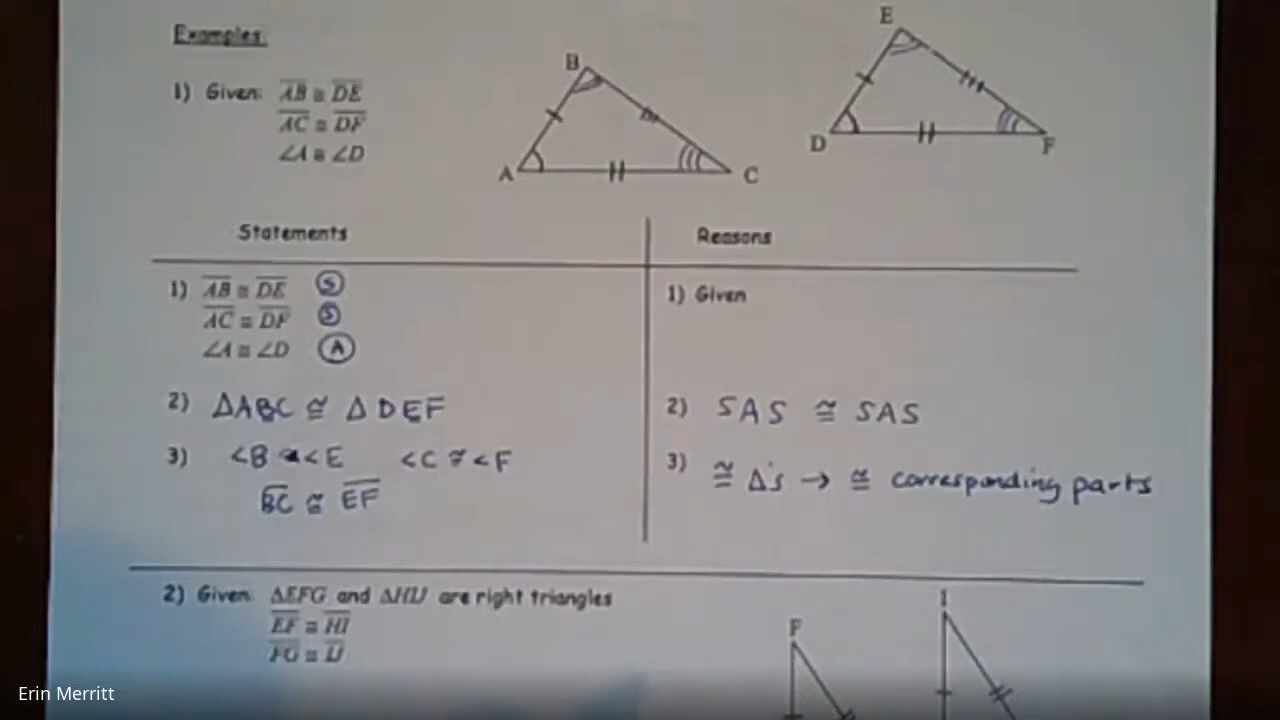 Examples:
1) Given: AB ≅ DE
AC ≅ DF
∠A ≅ ∠D
B
A
C
E
D
F
Statements
Reasons
1) AB ≅ DE S
AC ≅ DF S
∠A ≅ ∠D A
1) Given
2) ΔABC ≅ ΔDEF
2) SAS ≅ SAS
3) <B ≅ <E <C ≅ <F
BC ≅ EF
3) ≅ Δ's → ≅ corresponding parts
2) Given: ΔEFG and ΔHIJ are right triangles
EF ≅ HI
FG ≅ IJ
F
I
Erin Merritt